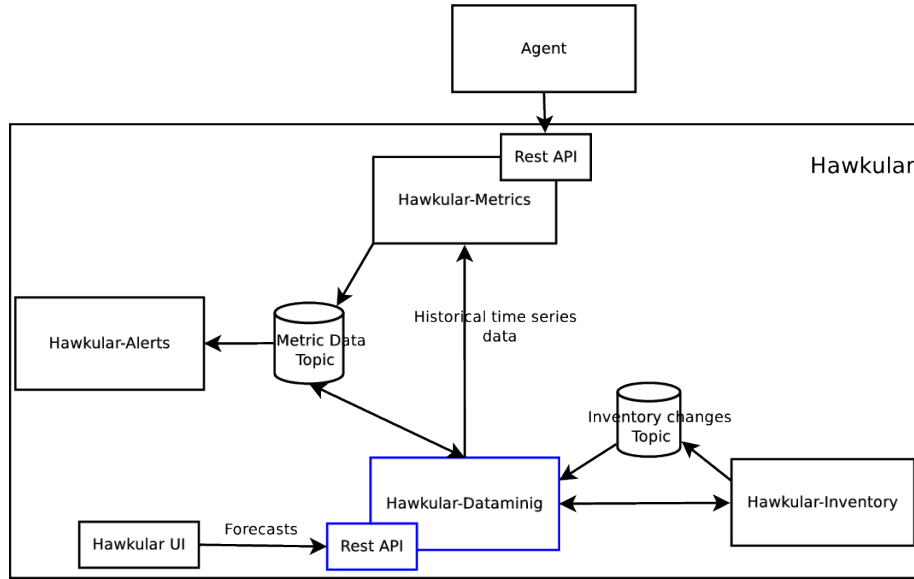 Agent
Rest API
Hawkular
Hawkular-Metrics
Historical time series
data
Hawkular-Alerts
Metric Data
Topic
Inventory changes
Topic
Hawkular-Dataminig
Hawkular-Inventory
Forecasts
Hawkular UI
Rest API